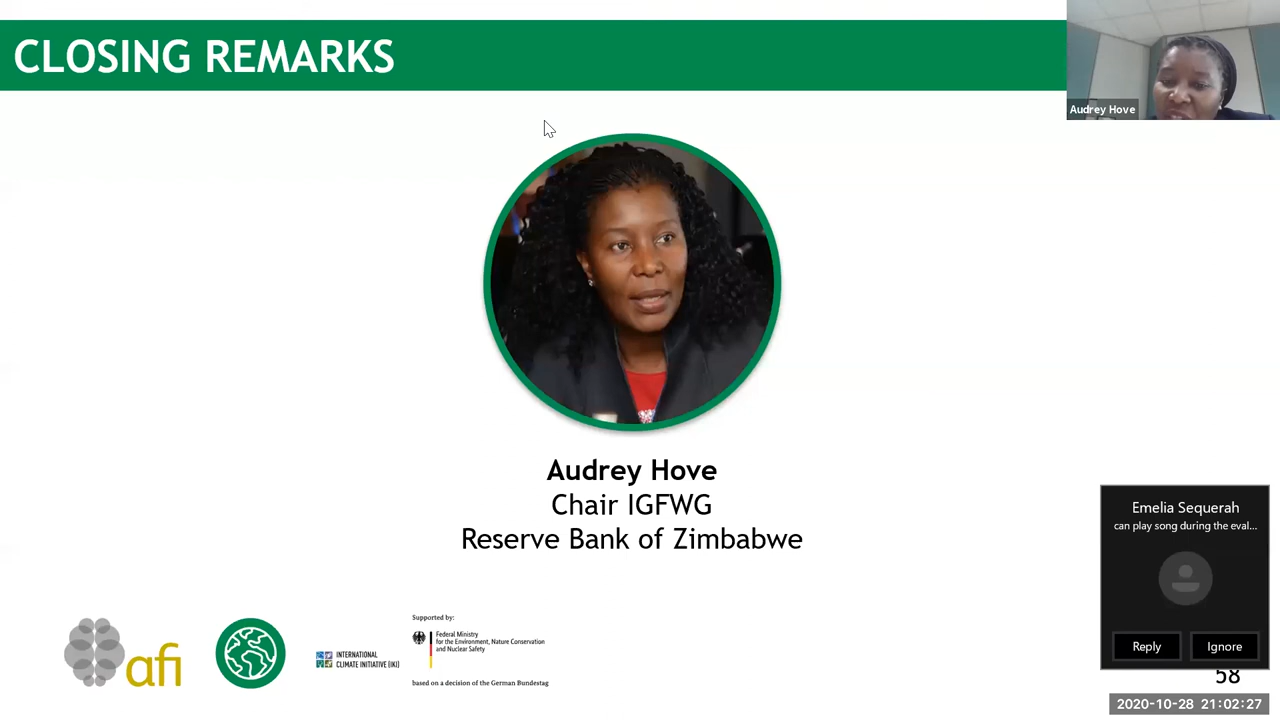 CLOSING REMARKS
Audrey Hove
Audrey Hove
Chair IGFWG
Reserve Bank of Zimbabwe
Emelia Sequerah
can play song during the eval...
Reply
Ignore
afi
INTERNATIONAL
CLIMATE INITIATIVE (IKI)
Supported by:
Federal Ministry
for the Environment, Nature Conservation
and Nuclear Safety
based on a decision of the German Bundestag
58
2020-10-28 21:02:27